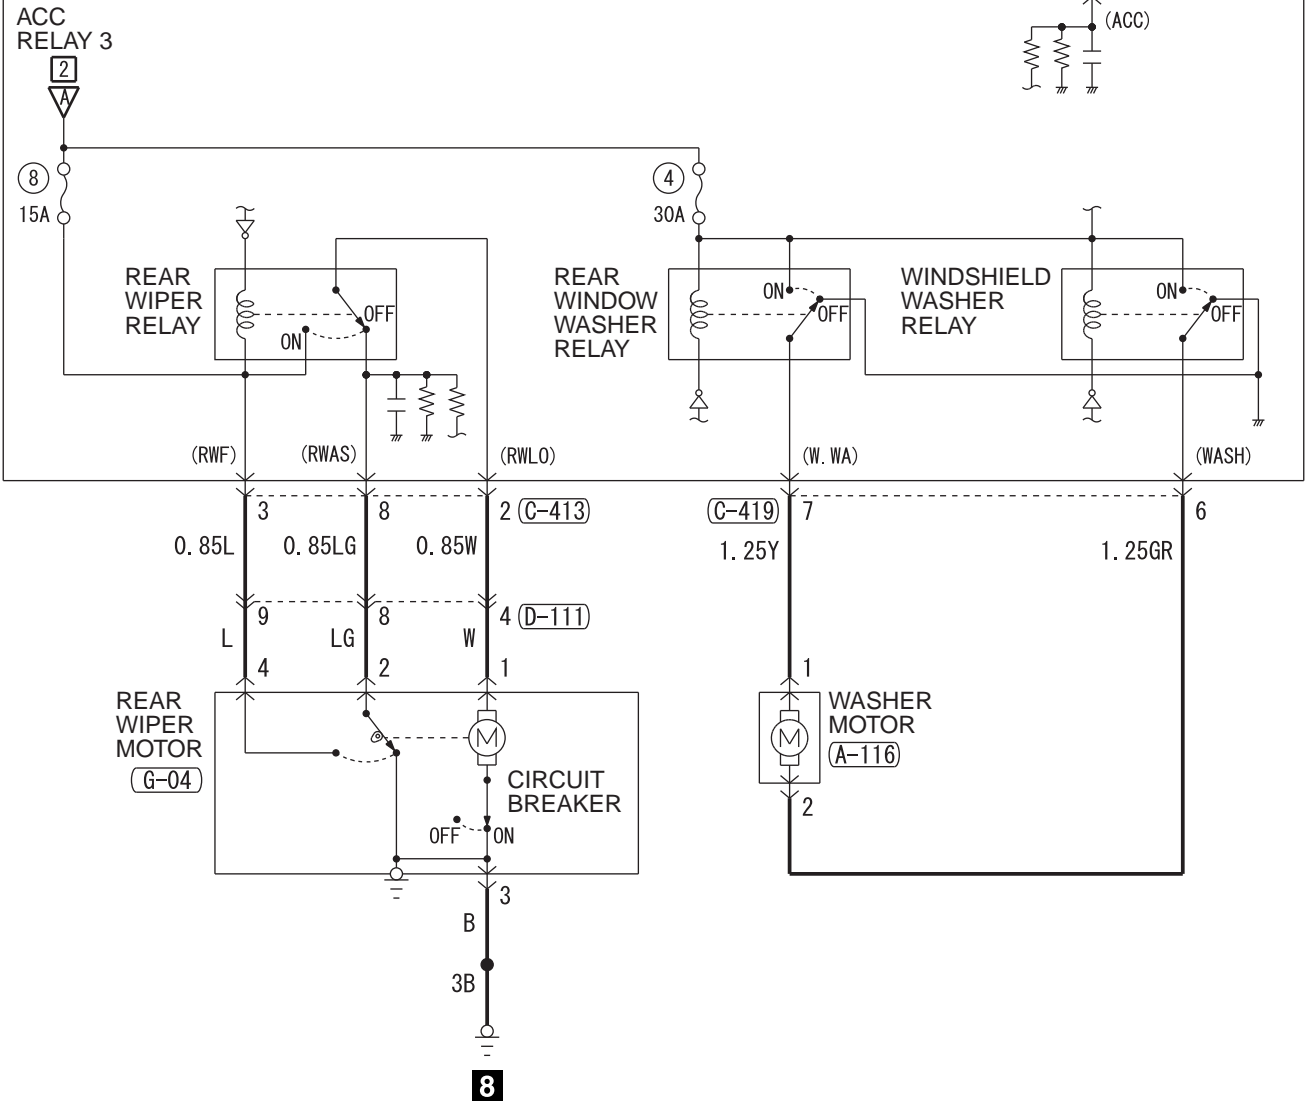 ACC
RELAY 3
2
A
(ACC)
8
15A
4
30A
REAR
WIPER
RELAY
OFF
ON
REAR
WINDOW
WASHER
RELAY
ON
OFF
WINDSHIELD
WASHER
RELAY
ON
OFF
(RWF)
(RWAS)
(RWLO)
(W.WA)
(WASH)
3
8
2
C-413
C-419
7
6
0.85L
0.85LG
0.85W
1.25Y
1.25GR
9
8
4
D-111
L
LG
W
4
2
1
1
REAR
WIPER
MOTOR
G-04
M
CIRCUIT
BREAKER
OFF
ON
M
WASHER
MOTOR
A-116
2
3
B
3B
8